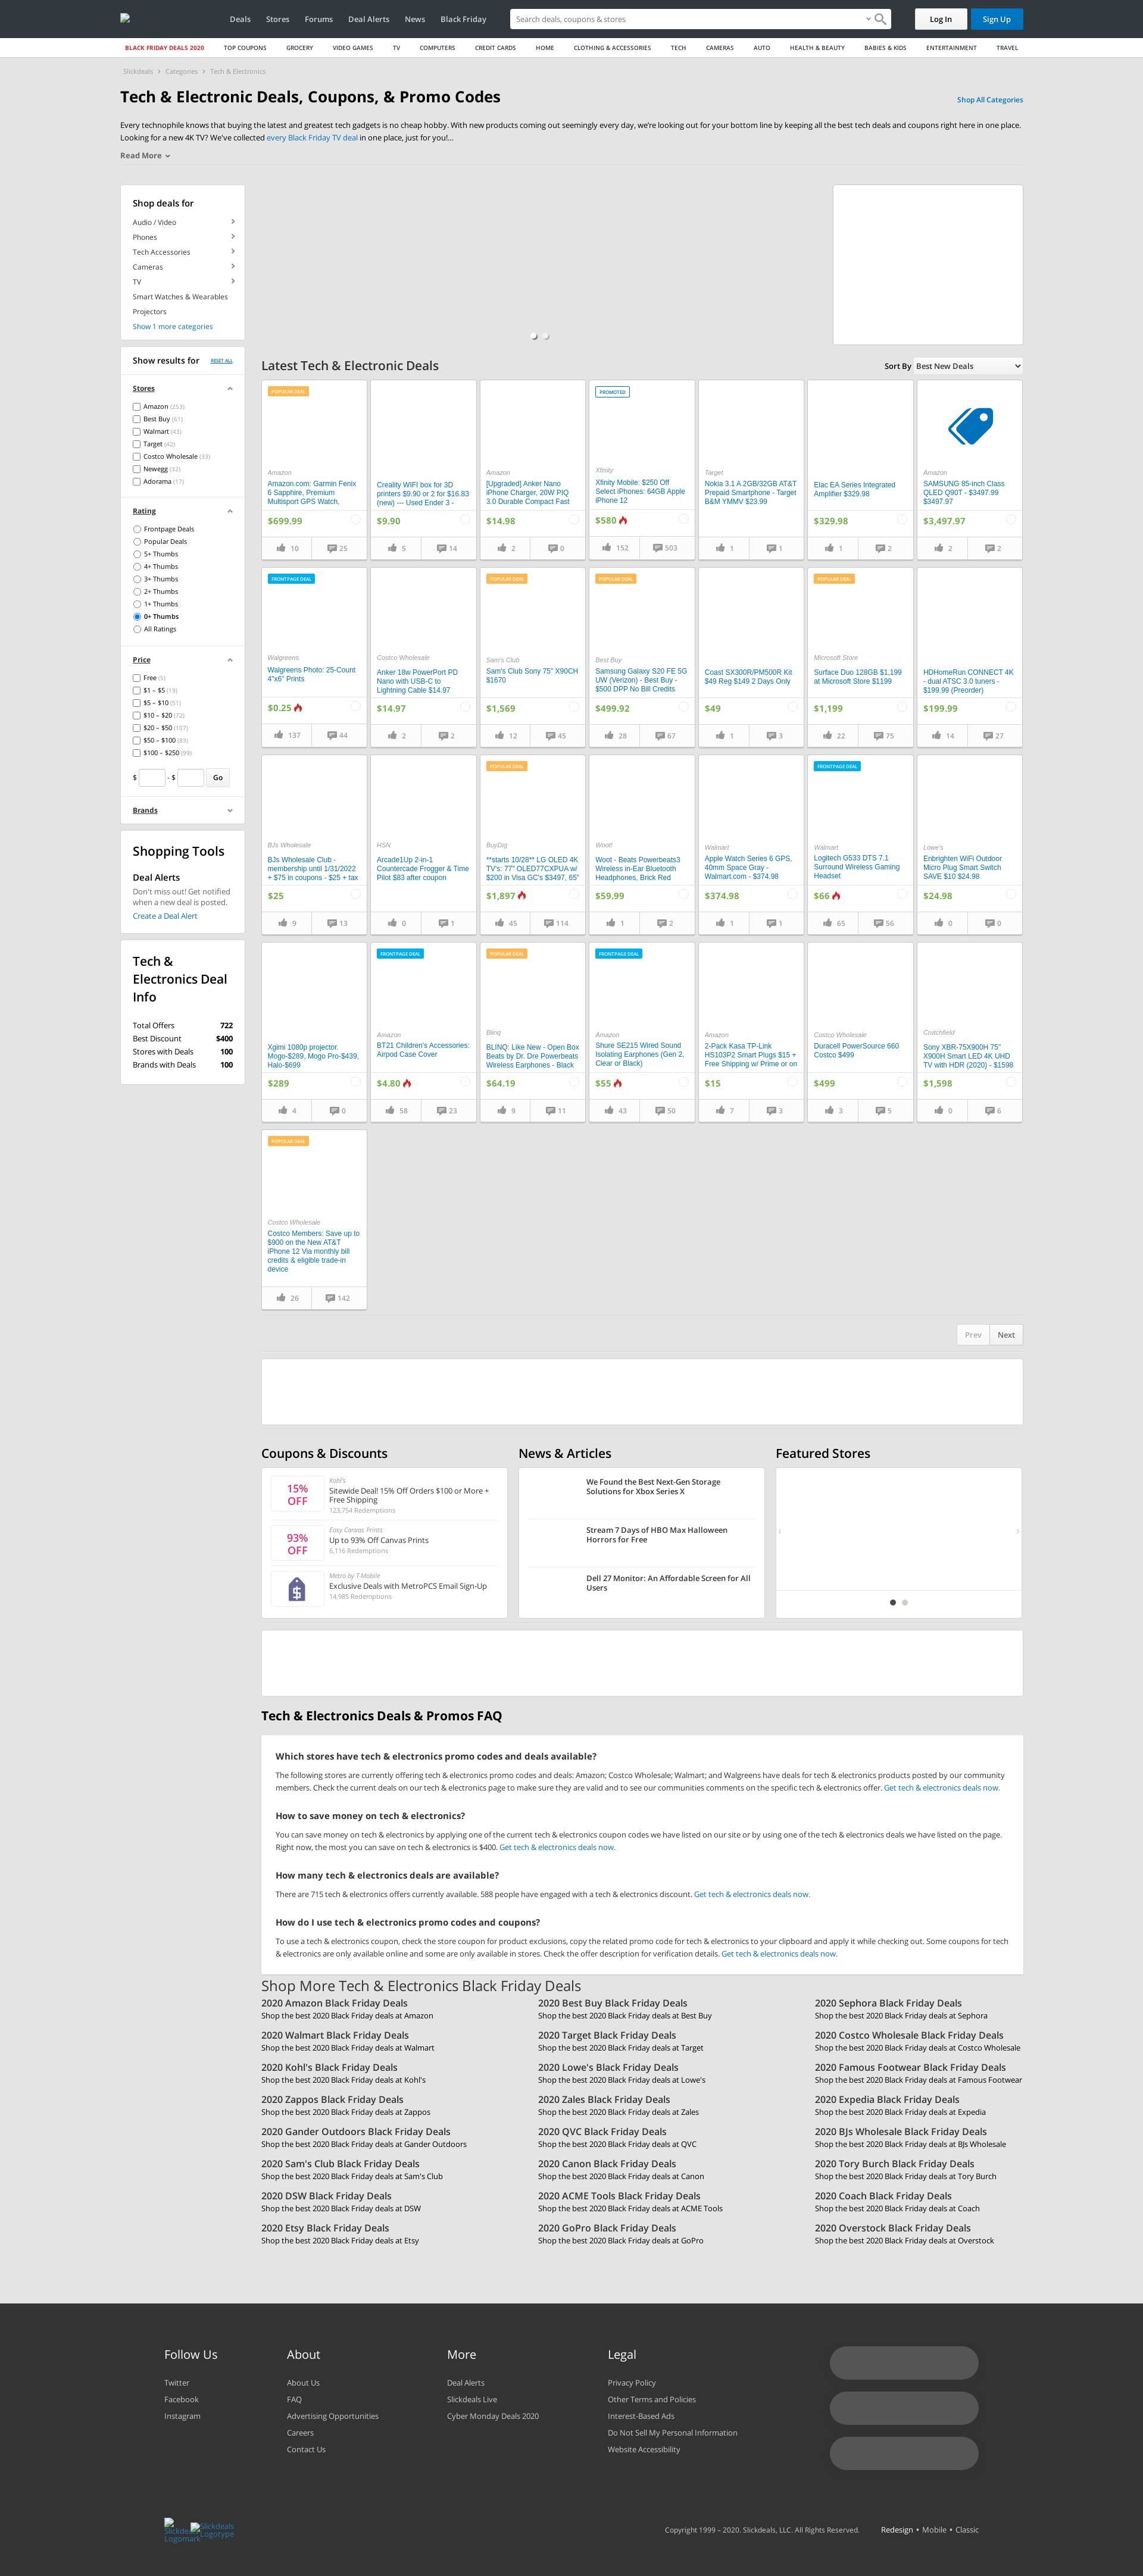 Deals Stores Forums Deal Alerts News Black Friday
Search deals, coupons & stores
Log In Sign Up
BLACK FRIDAY DEALS 2020 TOP COUPONS GROCERY VIDEO GAMES TV COMPUTERS CREDIT CARDS HOME CLOTHING & ACCESSORIES TECH CAMERAS AUTO HEALTH & BEAUTY BABIES & KIDS ENTERTAINMENT TRAVEL
Slickdeals › Categories › Tech & Electronics
Tech & Electronic Deals, Coupons, & Promo Codes
Shop All Categories
Every technophile knows that buying the latest and greatest tech gadgets is no cheap hobby. With new products coming out seemingly every day, we're looking out for your bottom line by keeping all the best tech deals and coupons right here in one place.
Looking for a new 4K TV? We've collected every Black Friday TV deal in one place, just for you!...
Read More
Shop deals for
Audio / Video
Phones
Tech Accessories
Cameras
TV
Smart Watches & Wearables
Projectors
Show 1 more categories
Show results for RESET ALL
Stores
Amazon (253)
Best Buy (61)
Walmart (43)
Target (42)
Costco Wholesale (33)
Newegg (32)
Adorama (17)
Rating
Frontpage Deals
Popular Deals
5+ Thumbs
4+ Thumbs
3+ Thumbs
2+ Thumbs
1+ Thumbs
0+ Thumbs
All Ratings
Price
Free (5)
$1 – $5 (19)
$5 – $10 (51)
$10 – $20 (72)
$20 – $50 (107)
$50 – $100 (83)
$100 – $250 (99)
$ - $ Go
Brands
Shopping Tools
Deal Alerts
Don't miss out! Get notified
when a new deal is posted.
Create a Deal Alert
Tech &
Electronics Deal
Info
Total Offers 722
Best Discount $400
Stores with Deals 100
Brands with Deals 100
Latest Tech & Electronic Deals
Sort By Best New Deals
POPULAR DEAL
Amazon
Amazon.com: Garmin Fenix
6 Sapphire, Premium
Multisport GPS Watch,
$699.99
10 25
Creality WIFI box for 3D
printers $9.90 or 2 for $16.83
(new) --- Used Ender 3 -
$9.90
5 14
Amazon
[Upgraded] Anker Nano
iPhone Charger, 20W PIQ
3.0 Durable Compact Fast
$14.98
2 0
PROMOTED
Xfinity
Xfinity Mobile: $250 Off
Select iPhones: 64GB Apple
iPhone 12
$580
152 503
Target
Nokia 3.1 A 2GB/32GB AT&T
Prepaid Smartphone - Target
B&M YMMV $23.99
1 1
Elac EA Series Integrated
Amplifier $329.98
$329.98
1 2
Amazon
SAMSUNG 85-inch Class
QLED Q90T - $3497.99
$3497.97
$3,497.97
2 2
FRONTPAGE DEAL
Walgreens
Walgreens Photo: 25-Count
4"x6" Prints
$0.25
137 44
Costco Wholesale
Anker 18w PowerPort PD
Nano with USB-C to
Lightning Cable $14.97
$14.97
2 2
POPULAR DEAL
Sam's Club
Sam's Club Sony 75" X90CH
$1670
$1,569
12 45
POPULAR DEAL
Best Buy
Samsung Galaxy S20 FE 5G
UW (Verizon) - Best Buy -
$500 DPP No Bill Credits
$499.92
28 67
Coast SX300R/PM500R Kit
$49 Reg $149 2 Days Only
$49
1 3
POPULAR DEAL
Microsoft Store
Surface Duo 128GB $1,199
at Microsoft Store $1199
$1,199
22 75
HDHomeRun CONNECT 4K
- dual ATSC 3.0 tuners -
$199.99 (Preorder)
$199.99
14 27
BJs Wholesale
BJs Wholesale Club -
membership until 1/31/2022
+ $75 in coupons - $25 + tax
$25
9 13
HSN
Arcade1Up 2-in-1
Countercade Frogger & Time
Pilot $83 after coupon
0 1
POPULAR DEAL
BuyDig
**starts 10/28** LG OLED 4K
TV's: 77" OLED77CXPUA w/
$200 in Visa GC's $3497, 65"
$1,897
45 114
Woot!
Woot - Beats Powerbeats3
Wireless in-Ear Bluetooth
Headphones, Brick Red
$59.99
1 2
Walmart
Apple Watch Series 6 GPS,
40mm Space Gray -
Walmart.com - $374.98
$374.98
1 1
FRONTPAGE DEAL
Walmart
Logitech G533 DTS 7.1
Surround Wireless Gaming
Headset
$66
65 56
Lowe's
Enbrighten WiFi Outdoor
Micro Plug Smart Switch
SAVE $10 $24.98
$24.98
0 0
Xgimi 1080p projector.
Mogo-$289, Mogo Pro-$439,
Halo-$699
$289
4 0
FRONTPAGE DEAL
Amazon
BT21 Children's Accessories:
Airpod Case Cover
$4.80
58 23
POPULAR DEAL
Blinq
BLINQ: Like New - Open Box
Beats by Dr. Dre Powerbeats
Wireless Earphones - Black
$64.19
9 11
FRONTPAGE DEAL
Amazon
Shure SE215 Wired Sound
Isolating Earphones (Gen 2,
Clear or Black)
$55
43 50
Amazon
2-Pack Kasa TP-Link
HS103P2 Smart Plugs $15 +
Free Shipping w/ Prime or on
$15
7 3
Costco Wholesale
Duracell PowerSource 660
Costco $499
$499
3 5
Crutchfield
Sony XBR-75X900H 75"
X900H Smart LED 4K UHD
TV with HDR (2020) - $1598
$1,598
0 6
POPULAR DEAL
Costco Wholesale
Costco Members: Save up to
$900 on the New AT&T
iPhone 12 Via monthly bill
credits & eligible trade-in
device
26 142
Prev Next
Coupons & Discounts
15%
OFF
Kohl's
Sitewide Deal! 15% Off Orders $100 or More +
Free Shipping
123,754 Redemptions
93%
OFF
Easy Canvas Prints
Up to 93% Off Canvas Prints
6,116 Redemptions
Metro by T-Mobile
Exclusive Deals with MetroPCS Email Sign-Up
14,985 Redemptions
News & Articles
We Found the Best Next-Gen Storage
Solutions for Xbox Series X
Stream 7 Days of HBO Max Halloween
Horrors for Free
Dell 27 Monitor: An Affordable Screen for All
Users
Featured Stores
Tech & Electronics Deals & Promos FAQ
Which stores have tech & electronics promo codes and deals available?
The following stores are currently offering tech & electronics promo codes and deals: Amazon; Costco Wholesale; Walmart; and Walgreens have deals for tech & electronics products posted by our community
members. Check the current deals on our tech & electronics page to make sure they are valid and to see our communities comments on the specific tech & electronics offer. Get tech & electronics deals now.
How to save money on tech & electronics?
You can save money on tech & electronics by applying one of the current tech & electronics coupon codes we have listed on our site or by using one of the tech & electronics deals we have listed on the page.
Right now, the most you can save on tech & electronics is $400. Get tech & electronics deals now.
How many tech & electronics deals are available?
There are 715 tech & electronics offers currently available. 588 people have engaged with a tech & electronics discount. Get tech & electronics deals now.
How do I use tech & electronics promo codes and coupons?
To use a tech & electronics coupon, check the store coupon for product exclusions, copy the related promo code for tech & electronics to your clipboard and apply it while checking out. Some coupons for tech
& electronics are only available online and some are only available in stores. Check the offer description for verification details. Get tech & electronics deals now.
Shop More Tech & Electronics Black Friday Deals
2020 Amazon Black Friday Deals
Shop the best 2020 Black Friday deals at Amazon
2020 Best Buy Black Friday Deals
Shop the best 2020 Black Friday deals at Best Buy
2020 Sephora Black Friday Deals
Shop the best 2020 Black Friday deals at Sephora
2020 Walmart Black Friday Deals
Shop the best 2020 Black Friday deals at Walmart
2020 Target Black Friday Deals
Shop the best 2020 Black Friday deals at Target
2020 Costco Wholesale Black Friday Deals
Shop the best 2020 Black Friday deals at Costco Wholesale
2020 Kohl's Black Friday Deals
Shop the best 2020 Black Friday deals at Kohl's
2020 Lowe's Black Friday Deals
Shop the best 2020 Black Friday deals at Lowe's
2020 Famous Footwear Black Friday Deals
Shop the best 2020 Black Friday deals at Famous Footwear
2020 Zappos Black Friday Deals
Shop the best 2020 Black Friday deals at Zappos
2020 Zales Black Friday Deals
Shop the best 2020 Black Friday deals at Zales
2020 Expedia Black Friday Deals
Shop the best 2020 Black Friday deals at Expedia
2020 Gander Outdoors Black Friday Deals
Shop the best 2020 Black Friday deals at Gander Outdoors
2020 QVC Black Friday Deals
Shop the best 2020 Black Friday deals at QVC
2020 BJs Wholesale Black Friday Deals
Shop the best 2020 Black Friday deals at BJs Wholesale
2020 Sam's Club Black Friday Deals
Shop the best 2020 Black Friday deals at Sam's Club
2020 Canon Black Friday Deals
Shop the best 2020 Black Friday deals at Canon
2020 Tory Burch Black Friday Deals
Shop the best 2020 Black Friday deals at Tory Burch
2020 DSW Black Friday Deals
Shop the best 2020 Black Friday deals at DSW
2020 ACME Tools Black Friday Deals
Shop the best 2020 Black Friday deals at ACME Tools
2020 Coach Black Friday Deals
Shop the best 2020 Black Friday deals at Coach
2020 Etsy Black Friday Deals
Shop the best 2020 Black Friday deals at Etsy
2020 GoPro Black Friday Deals
Shop the best 2020 Black Friday deals at GoPro
2020 Overstock Black Friday Deals
Shop the best 2020 Black Friday deals at Overstock
Follow Us
Twitter
Facebook
Instagram
About
About Us
FAQ
Advertising Opportunities
Careers
Contact Us
More
Deal Alerts
Slickdeals Live
Cyber Monday Deals 2020
Legal
Privacy Policy
Other Terms and Policies
Interest-Based Ads
Do Not Sell My Personal Information
Website Accessibility
Slickdeals
Logomark
Slickdeals
Logotype
Copyright 1999 – 2020. Slickdeals, LLC. All Rights Reserved.
Redesign • Mobile • Classic